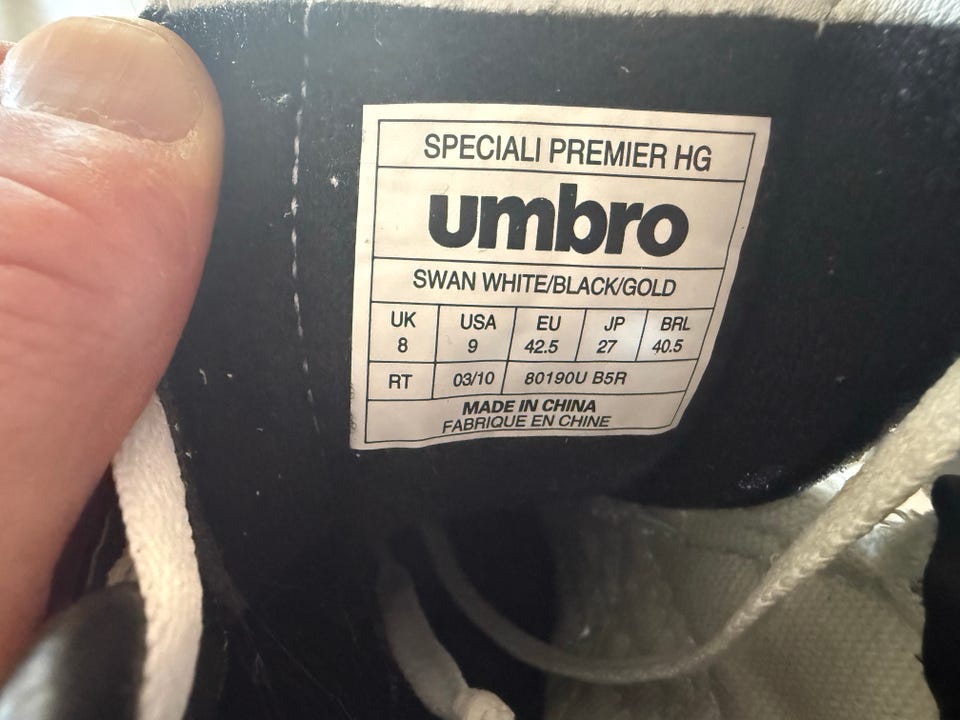 SPECIALI PREMIER HG
umbro
SWAN WHITE/BLACK/GOLD
UK USA EU JP BRL
8 9 42.5 27 40.5
RT 03/10 80190U B5R
MADE IN CHINA
FABRIQUE EN CHINE